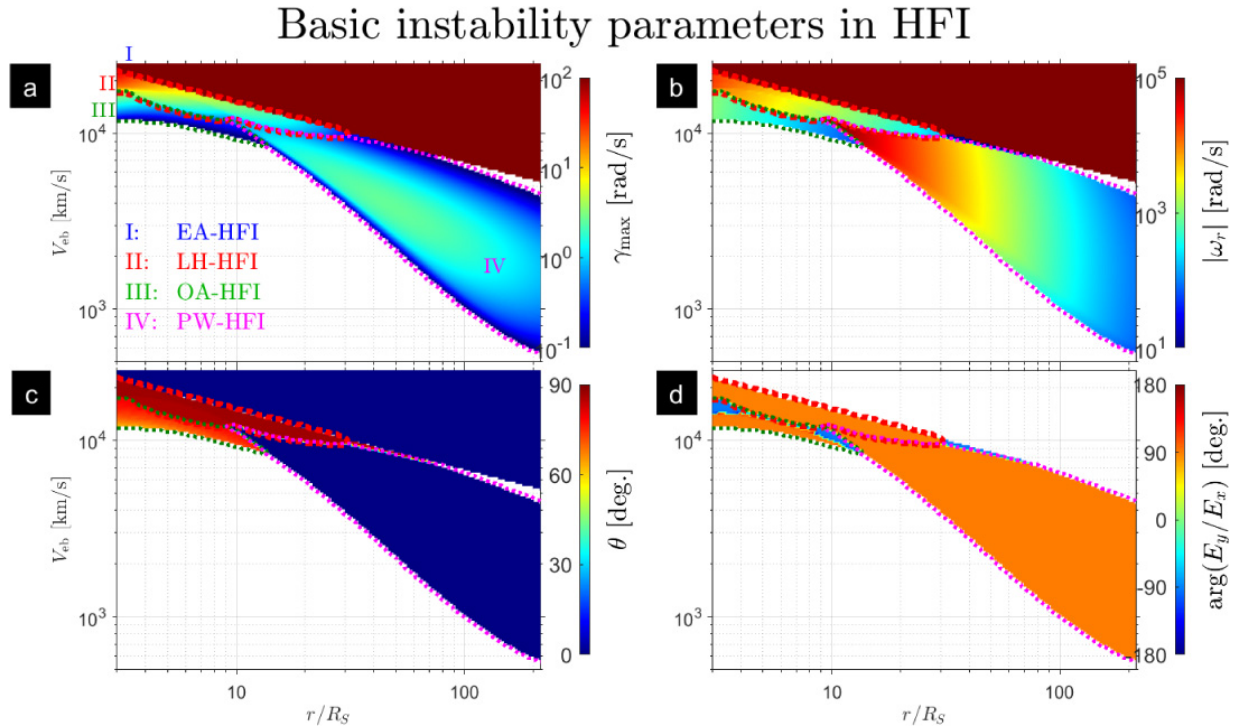 Basic instability parameters in HFI
a
I
II
III
10^4
10^3
V_eb [km/s]
I: EA-HFI
II: LH-HFI
III: OA-HFI
IV: PW-HFI
IV
10^2
10^1
10^0
10^-1
γ_max [rad/s]
b
10^4
10^3
10^5
10^3
10^1
|ω_r| [rad/s]
c
10^4
10^3
V_eb [km/s]
10
100
r/R_S
90
60
30
0
θ [deg.]
d
10^4
10^3
10
100
r/R_S
180
90
0
-90
180
arg(E_y/E_x) [deg.]